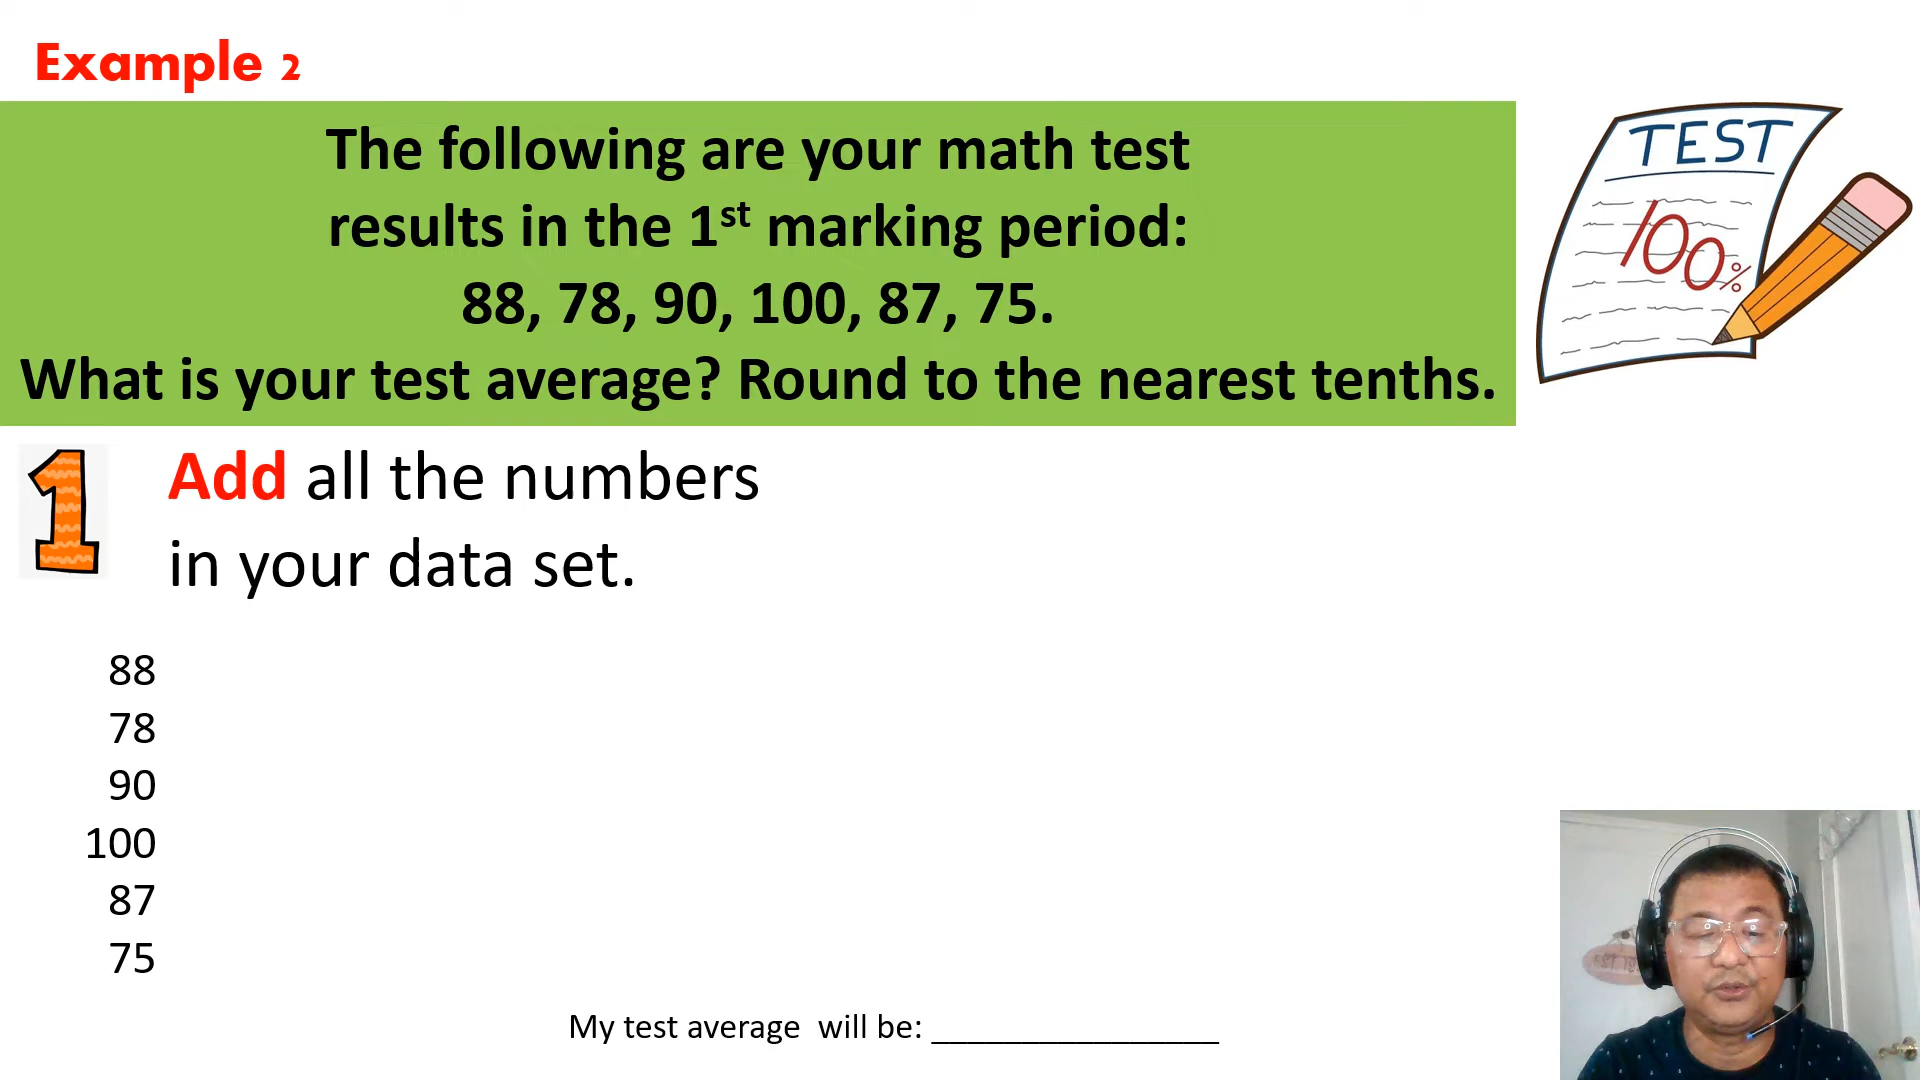 Example 2
The following are your math test
results in the 1st marking period:
88, 78, 90, 100, 87, 75.
What is your test average? Round to the nearest tenths.
TEST
100%
1
Add all the numbers
in your data set.
88
78
90
100
87
75
My test average  will be: ________________